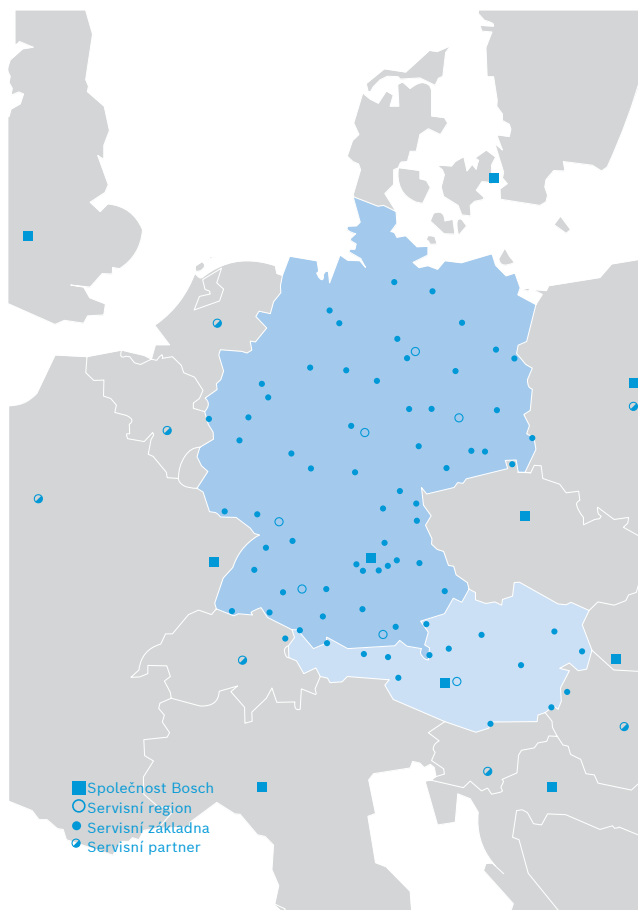 Společnost Bosch
Servisní region
Servisní základna
Servisní partner